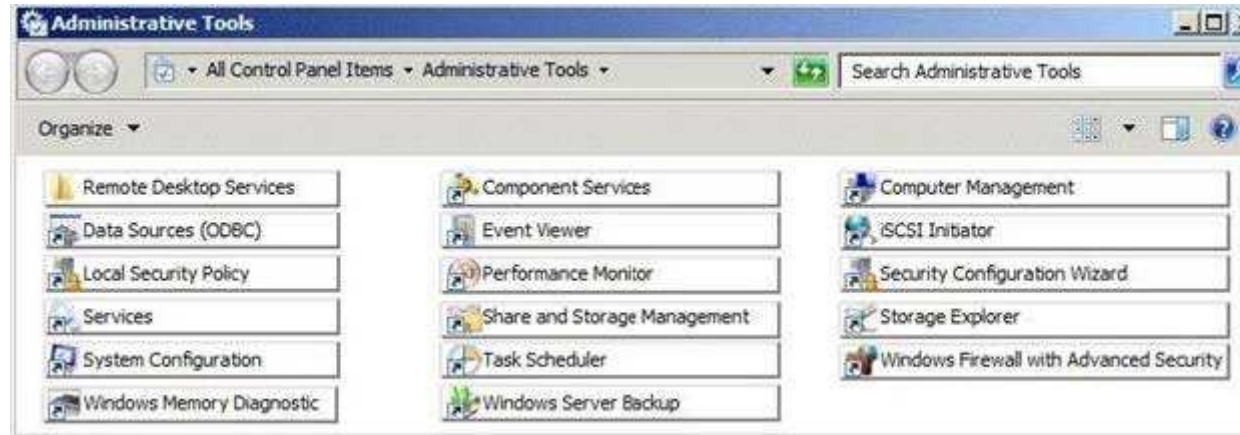 Administrative Tools
All Control Panel Items Administrative Tools
Search Administrative Tools
Organize
Remote Desktop Services
Component Services
Computer Management
Data Sources (ODBC)
Event Viewer
iSCSI Initiator
Local Security Policy
Performance Monitor
Security Configuration Wizard
Services
Share and Storage Management
Storage Explorer
System Configuration
Task Scheduler
Windows Firewall with Advanced Security
Windows Memory Diagnostic
Windows Server Backup